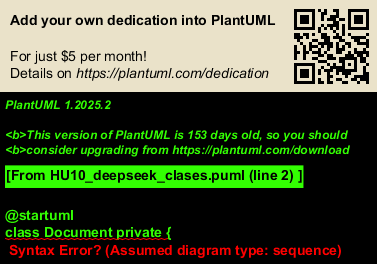 Add your own dedication into PlantUML
For just $5 per month!
Details on https://plantuml.com/dedication
PlantUML 1.2025.2
<b>This version of PlantUML is 153 days old, so you should
<b>consider upgrading from https://plantuml.com/download
[From HU10_deepseek_clases.puml (line 2) ]
@startuml
class Document private {
Syntax Error? (Assumed diagram type: sequence)